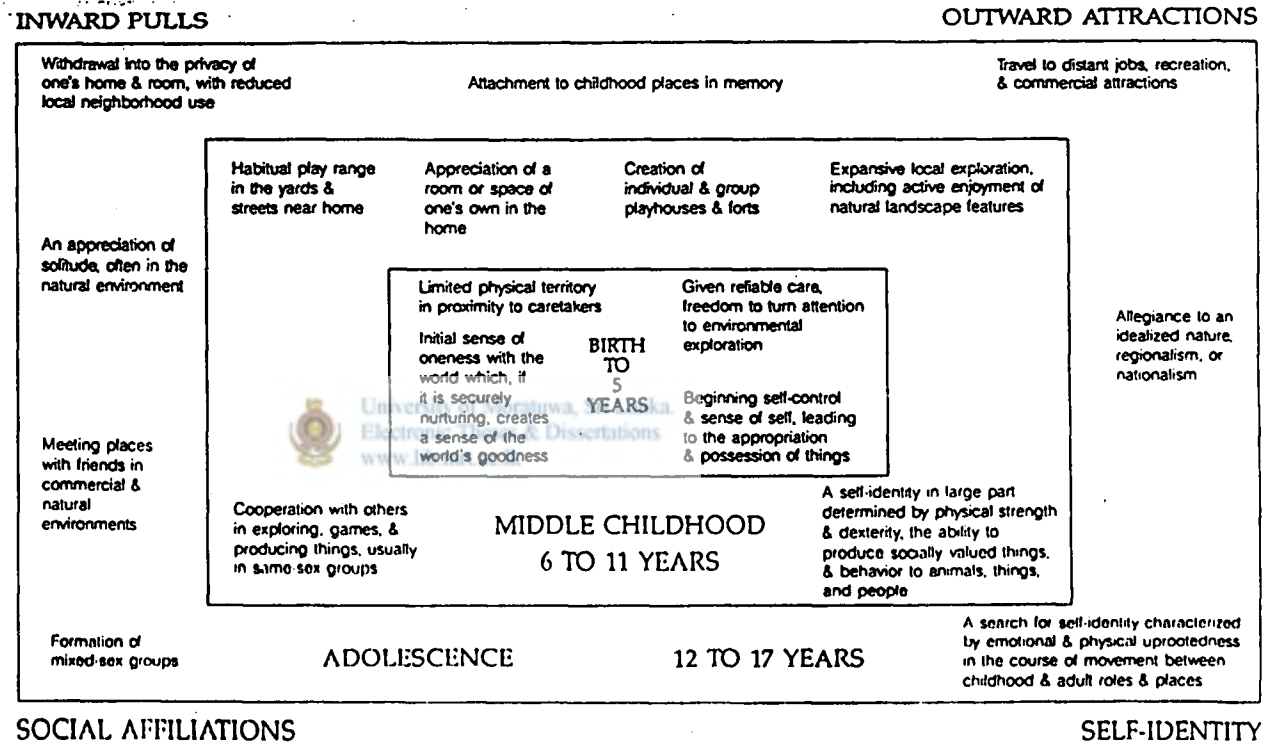 INWARD PULLS
OUTWARD ATTRACTIONS
Withdrawal into the privacy of
one's home & room, with reduced
local neighborhood use
Attachment to childhood places in memory
Travel to distant jobs, recreation,
& commercial attractions
Habitual play range
in the yards &
streets near home
Appreciation of a
room or space of
one's own in the
home
Creation of
individual & group
playhouses & forts
Expansive local exploration,
including active enjoyment of
natural landscape features
An appreciation of
solitude, often in the
natural environment
Limited physical territory
in proximity to caretakers
Given reliable care,
freedom to turn attention
to environmental
exploration
Initial sense of
oneness with the
world which, if
it is securely
nurturing, creates
a sense of the
world's goodness
BIRTH
TO
5
YEARS
Beginning self-control
& sense of self, leading
to the appropriation
& possession of things
Allegiance to an
idealized nature,
regionalism, or
nationalism
University of Moratuwa, Lanka.
Electronic & Dissertations
Meeting places
with friends in
commercial &
natural
environments
Cooperation with others
in exploring, games, &
producing things, usually
in same-sex groups
MIDDLE CHILDHOOD
6 TO 11 YEARS
A self-identity in large part
determined by physical strength
& dexterity, the ability to
produce socially valued things,
& behavior to animals, things,
and people
Formation of
mixed-sex groups
ADOLESCENCE 12 TO 17 YEARS
A search for self-identity characterized
by emotional & physical uprootedness
in the course of movement between
childhood & adult roles & places
SOCIAL AFFILIATIONS
SELF-IDENTITY